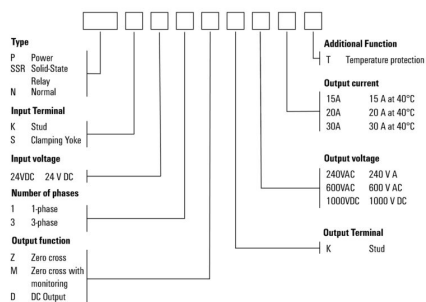 Type
P Power
SSR Solid-State
Relay
N Normal
Input Terminal
K Stud
S Clamping Yoke
Input voltage
24VDC 24 V DC
Number of phases
1 1-phase
3 3-phase
Output function
Z Zero cross
M Zero cross with
monitoring
D DC Output
Additional Function
T Temperature protection
Output current
15A 15 A at 40°C
20A 20 A at 40°C
30A 30 A at 40°C
Output voltage
240VAC 240 V A
600VAC 600 V AC
1000VDC 1000 V DC
Output Terminal
K Stud